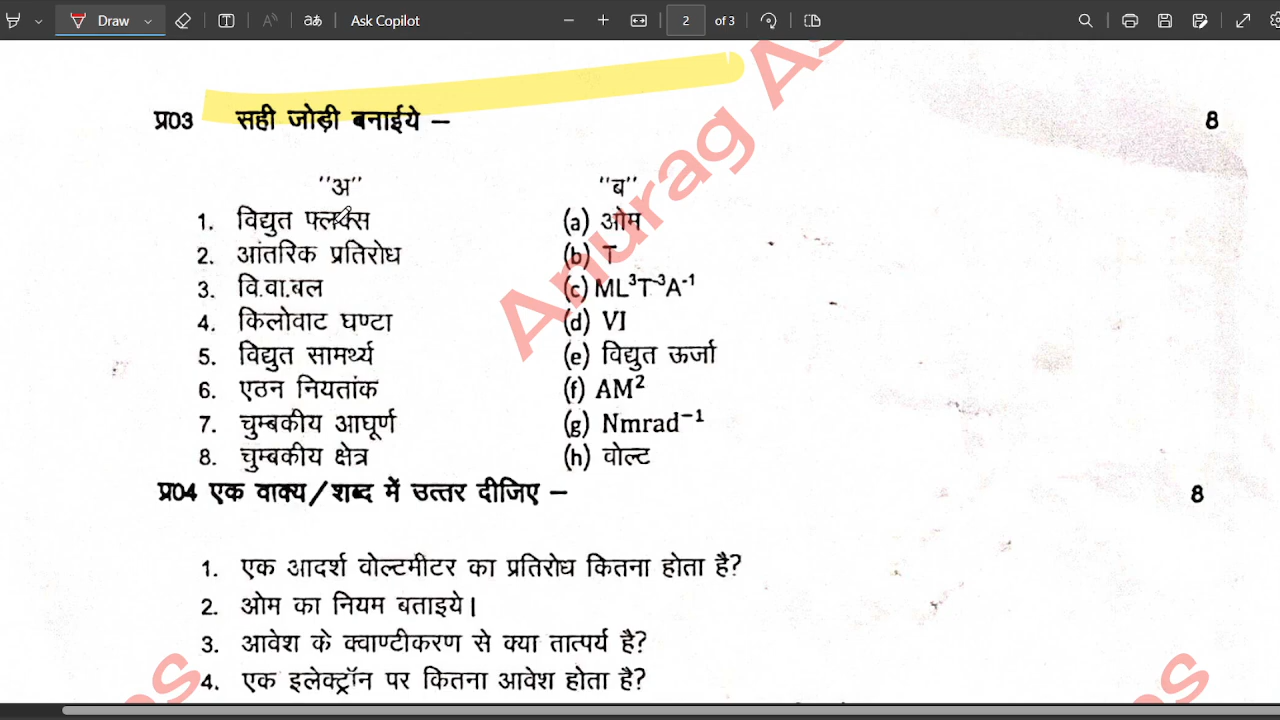 Draw
Ask Copilot
2 of 3
प्र03 सही जोड़ी बनाईये – 8
''अ'' ''ब''
1. विद्युत फ्लक्स (a) ओम
2. आंतरिक प्रतिरोध (b) T
3. वि.वा.बल (c) ML³T⁻³A⁻¹
4. किलोवाट घण्टा (d) VI
5. विद्युत सामर्थ्य (e) विद्युत ऊर्जा
6. एठन नियतांक (f) AM²
7. चुम्बकीय आघूर्ण (g) Nmrad⁻¹
8. चुम्बकीय क्षेत्र (h) वोल्ट
प्र04 एक वाक्य/शब्द में उत्तर दीजिए – 8
1. एक आदर्श वोल्टमीटर का प्रतिरोध कितना होता है?
2. ओम का नियम बताइये।
3. आवेश के क्वाण्टीकरण से क्या तात्पर्य है?
4. एक इलेक्ट्रॉन पर कितना आवेश होता है?
Anurag As